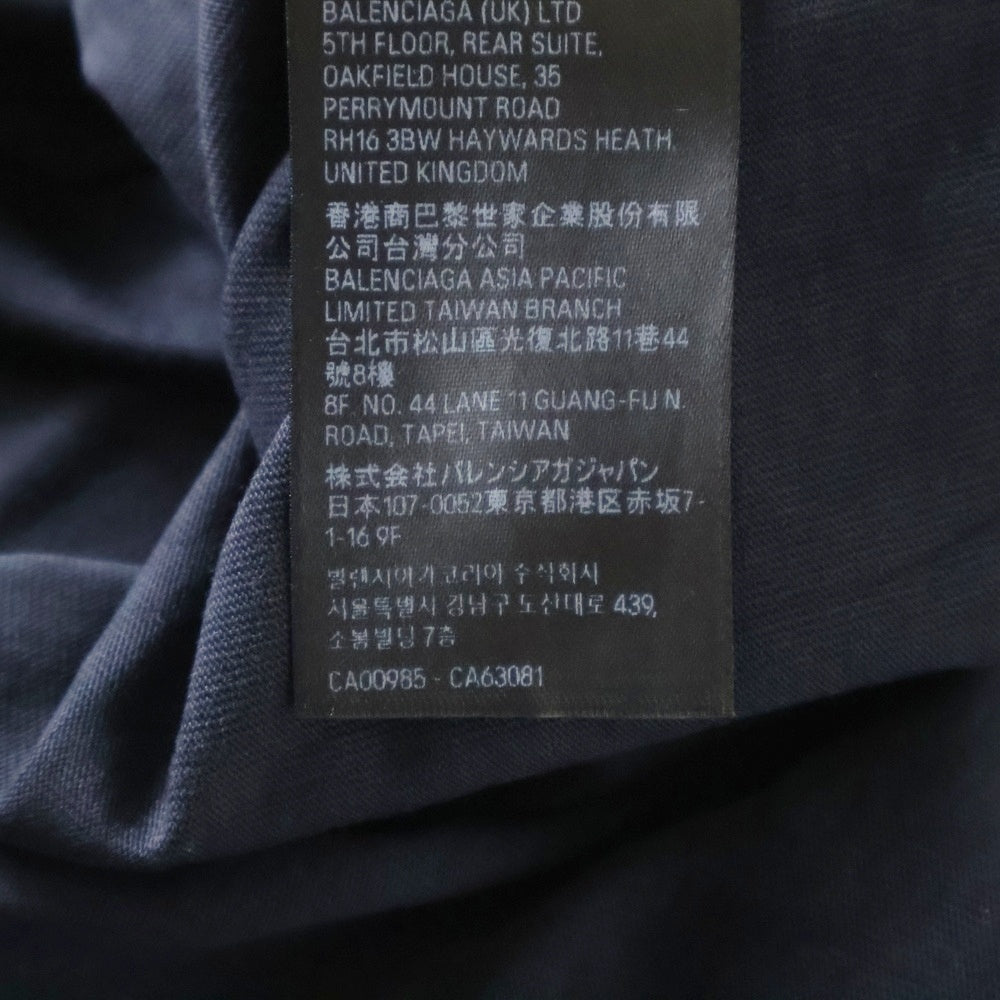 BALENCIAGA (UK) LTD
5TH FLOOR, REAR SUITE,
OAKFIELD HOUSE, 35
PERRYMOUNT ROAD
RH16 3BW HAYWARDS HEATH,
UNITED KINGDOM
香港商巴黎世家企業股份有限
公司台灣分公司
BALENCIAGA ASIA PACIFIC
LIMITED TAIWAN BRANCH
台北市松山區光復北路11巷44
號8樓
8F. NO. 44 LANE 11 GUANG-FU N.
ROAD, TAPEI, TAIWAN
株式会社バレンシアガジャパン
日本107-0052東京都港区赤坂7-
1-16 9F
발렌시아가코리아 주식회사
서울특별시 강남구 도산대로 439,
소봉빌딩 7층
CA00985 - CA63081